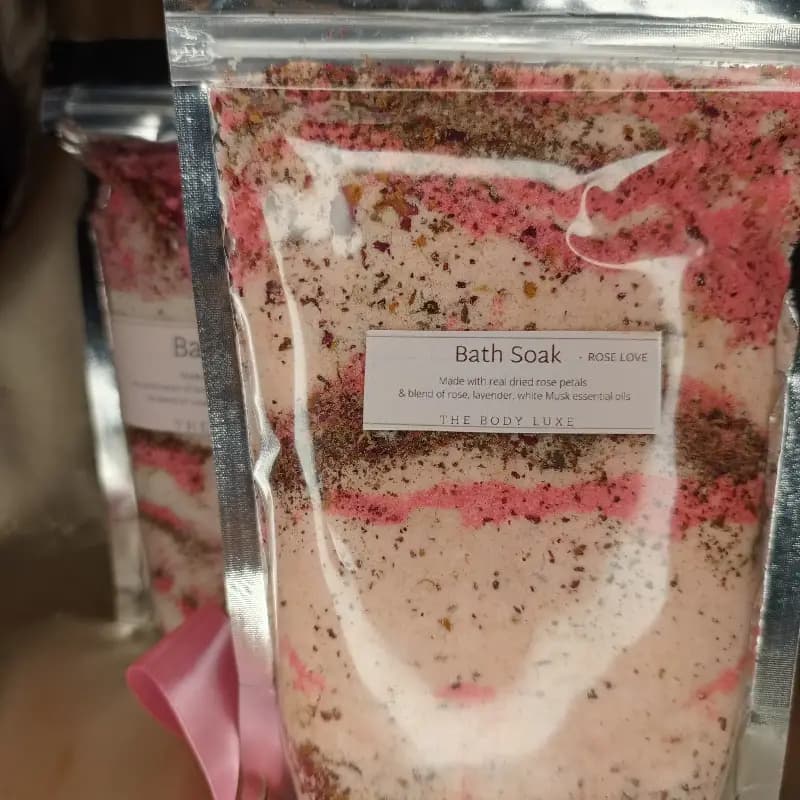 Bath Soak - ROSE LOVE
Made with real dried rose petals
& blend of rose, lavender, white Musk essential oils
THE BODY LUXE
Ba